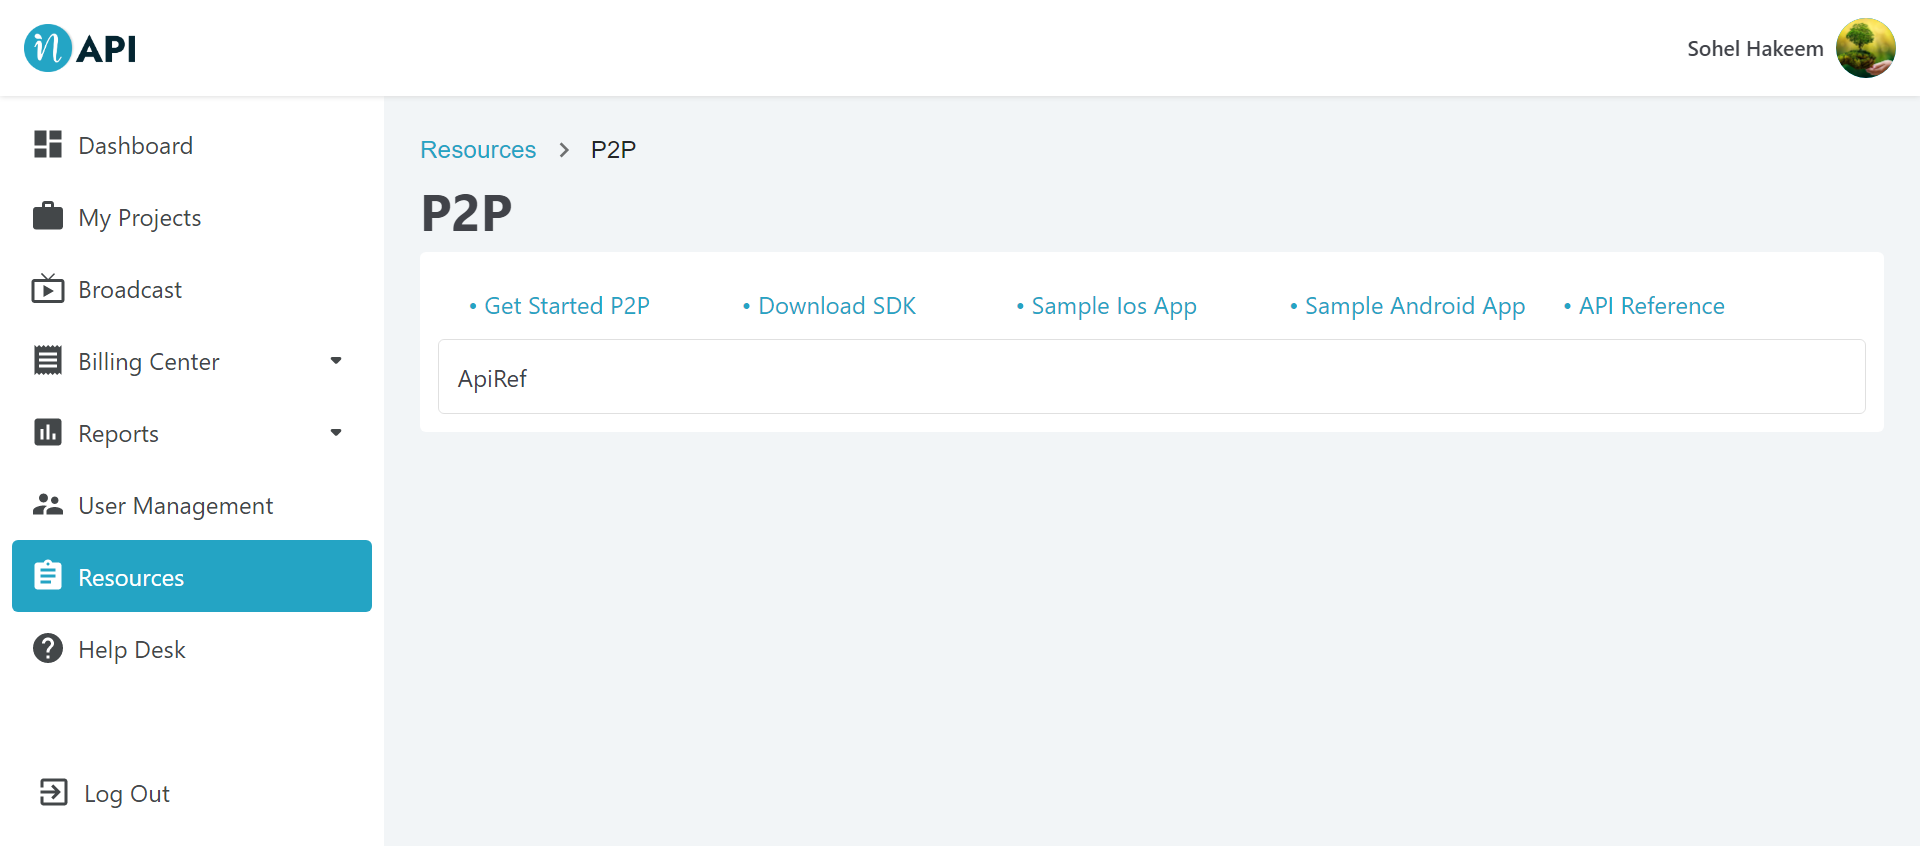 n API
Sohel Hakeem
Dashboard
My Projects
Broadcast
Billing Center
Reports
User Management
Resources
Help Desk
Log Out
Resources > P2P
P2P
• Get Started P2P • Download SDK • Sample Ios App • Sample Android App • API Reference
ApiRef